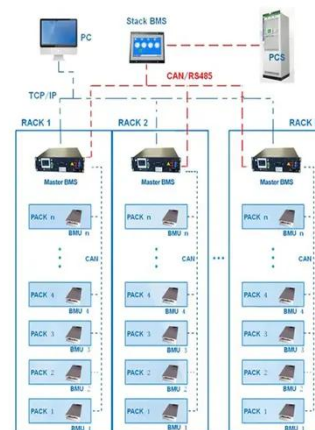 Stack BMS
PC
PCS
CAN/RS485
TCP/IP
RACK 1
RACK 2
RACK
Master BMS
Master BMS
Master BMS
PACK n
BMU n
PACK n
BMU n
PACK n
BMU n
CAN
CAN
CAN
PACK 4
BMU 4
PACK 4
BMU 4
PACK 4
BMU 4
PACK 3
BMU 3
PACK 3
BMU 3
PACK 3
BMU 3
PACK 2
BMU 2
PACK 2
BMU 2
PACK 2
BMU 2
PACK 1
BMU 1
PACK 1
BMU 1
PACK 1
BMU 1